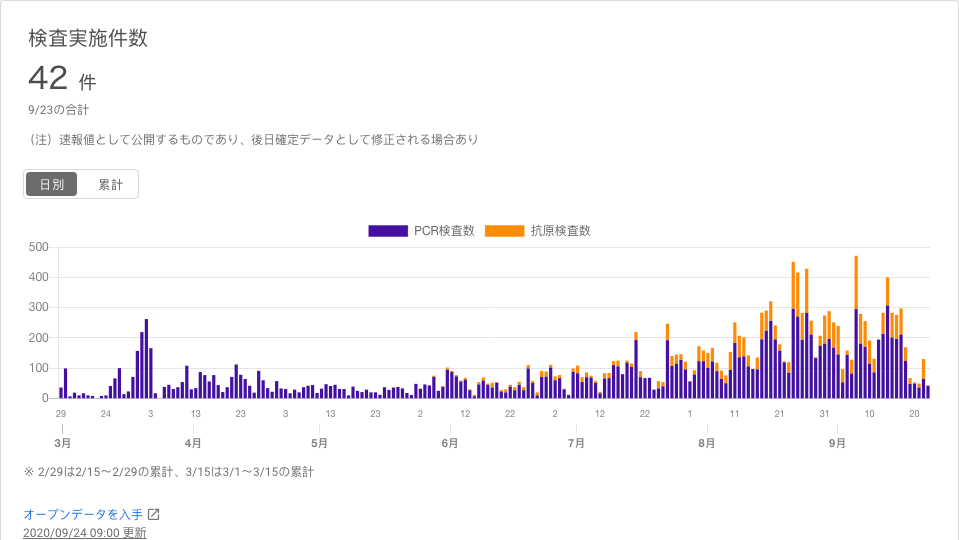 検査実施件数
42 件
9/23の合計
（注）速報値として公開するものであり、後日確定データとして修正される場合あり
日別 累計
PCR検査数 抗原検査数
500
400
300
200
100
0
29 24 3 13 23 3 13 23 2 12 22 2 12 22 1 11 21 31 10 20
3月 4月 5月 6月 7月 8月 9月
※ 2/29は2/15〜2/29の累計、3/15は3/1〜3/15の累計
オープンデータを入手
2020/09/24 09:00 更新